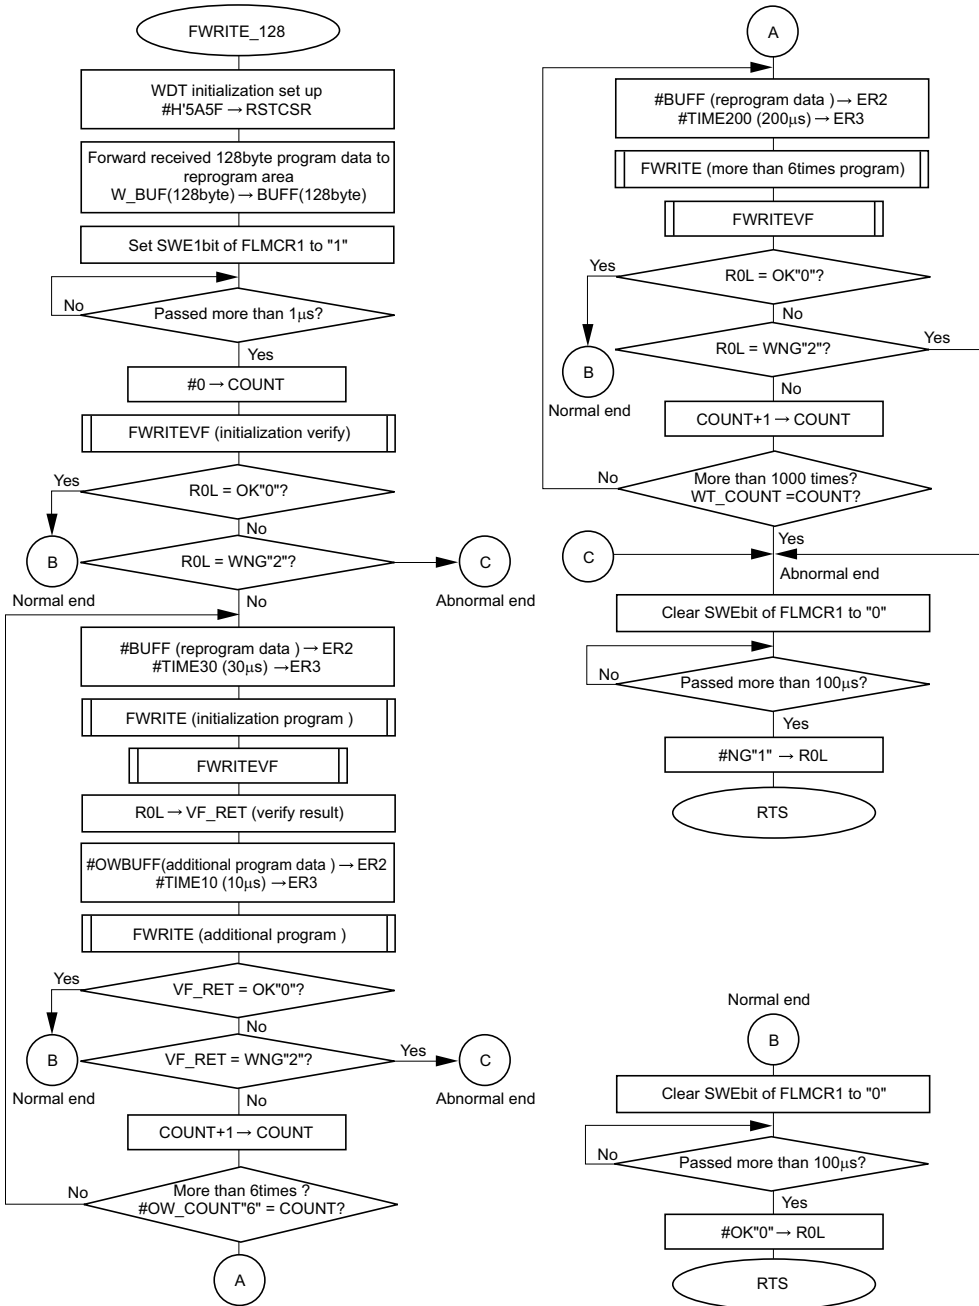 FWRITE_128
WDT initialization set up
#H'5A5F → RSTCSR
Forward received 128byte program data to
reprogram area
W_BUF(128byte) → BUFF(128byte)
Set SWE1bit of FLMCR1 to "1"
No
Passed more than 1μs?
Yes
#0 → COUNT
FWRITEVF (initialization verify)
Yes
R0L = OK"0"?
No
B
R0L = WNG"2"?
C
Normal end
Abnormal end
No
#BUFF (reprogram data ) → ER2
#TIME30 (30μs) →ER3
FWRITE (initialization program )
FWRITEVF
R0L → VF_RET (verify result)
#OWBUFF(additional program data ) → ER2
#TIME10 (10μs) →ER3
FWRITE (additional program )
Yes
VF_RET = OK"0"?
No
B
VF_RET = WNG"2"?
Yes
C
Normal end
Abnormal end
No
COUNT+1 → COUNT
No
More than 6times ?
#OW_COUNT"6" = COUNT?
A
A
#BUFF (reprogram data ) → ER2
#TIME200 (200μs) → ER3
FWRITE (more than 6times program)
FWRITEVF
Yes
R0L = OK"0"?
No
R0L = WNG"2"?
Yes
B
Normal end
No
COUNT+1 → COUNT
No
More than 1000 times?
WT_COUNT =COUNT?
Yes
C
Abnormal end
Clear SWEbit of FLMCR1 to "0"
No
Passed more than 100μs?
Yes
#NG"1" → R0L
RTS
Normal end
B
Clear SWEbit of FLMCR1 to "0"
No
Passed more than 100μs?
Yes
#OK"0" → R0L
RTS